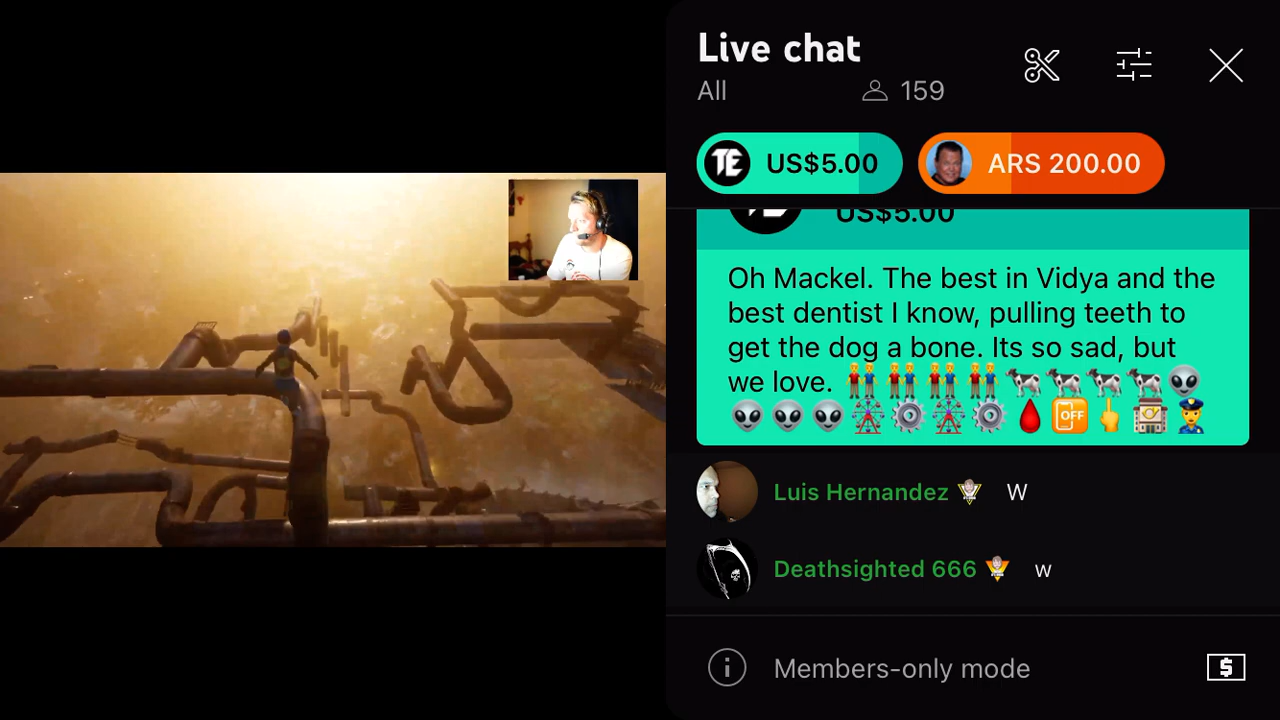 Live chat
All
159
TE US$5.00
ARS 200.00
US$5.00
Oh Mackel. The best in Vidya and the
best dentist I know, pulling teeth to
get the dog a bone. Its so sad, but
we love.
OFF
Luis Hernandez W
Deathsighted 666 w
Members-only mode
$